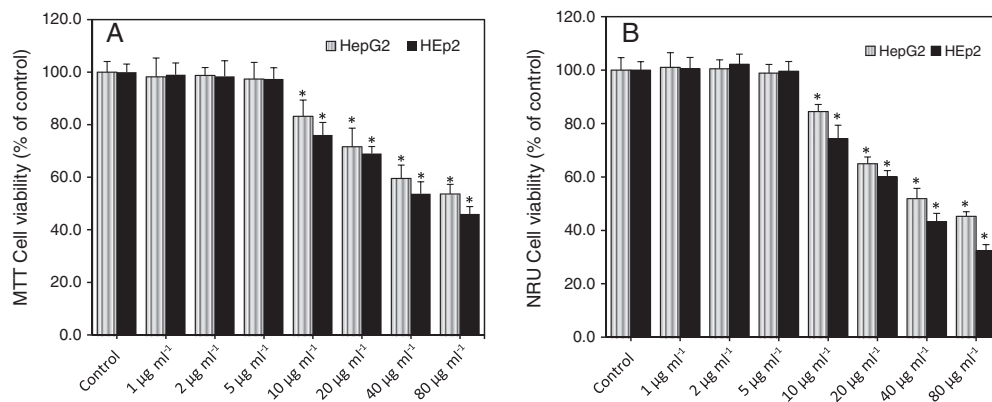 A
HepG2 HEp2
MTT Cell viability (% of control)
120.0
100.0
80.0
60.0
40.0
20.0
0.0
* * * * * * * *
Control 1 µg ml⁻¹ 2 µg ml⁻¹ 5 µg ml⁻¹ 10 µg ml⁻¹ 20 µg ml⁻¹ 40 µg ml⁻¹ 80 µg ml⁻¹
B
HepG2 HEp2
NRU Cell viability (% of control)
120.0
100.0
80.0
60.0
40.0
20.0
0.0
* * * * * * * *
Control 1 µg ml⁻¹ 2 µg ml⁻¹ 5 µg ml⁻¹ 10 µg ml⁻¹ 20 µg ml⁻¹ 40 µg ml⁻¹ 80 µg ml⁻¹